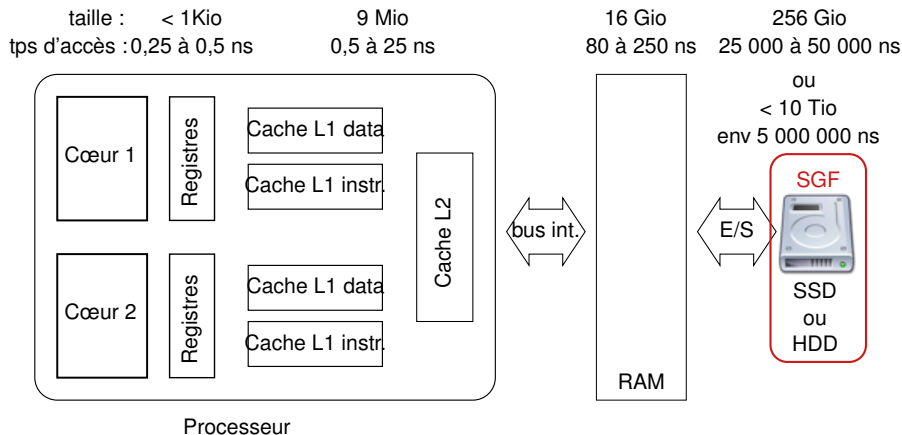 taille : < 1Kio 9 Mio 16 Gio 256 Gio
tps d'accès : 0,25 à 0,5 ns 0,5 à 25 ns 80 à 250 ns 25 000 à 50 000 ns
ou
< 10 Tio
env 5 000 000 ns
Cœur 1
Registres
Cache L1 data
Cache L1 instr.
Cœur 2
Registres
Cache L1 data
Cache L1 instr.
Cache L2
bus int.
RAM
E/S
SGF
SSD
ou
HDD
Processeur